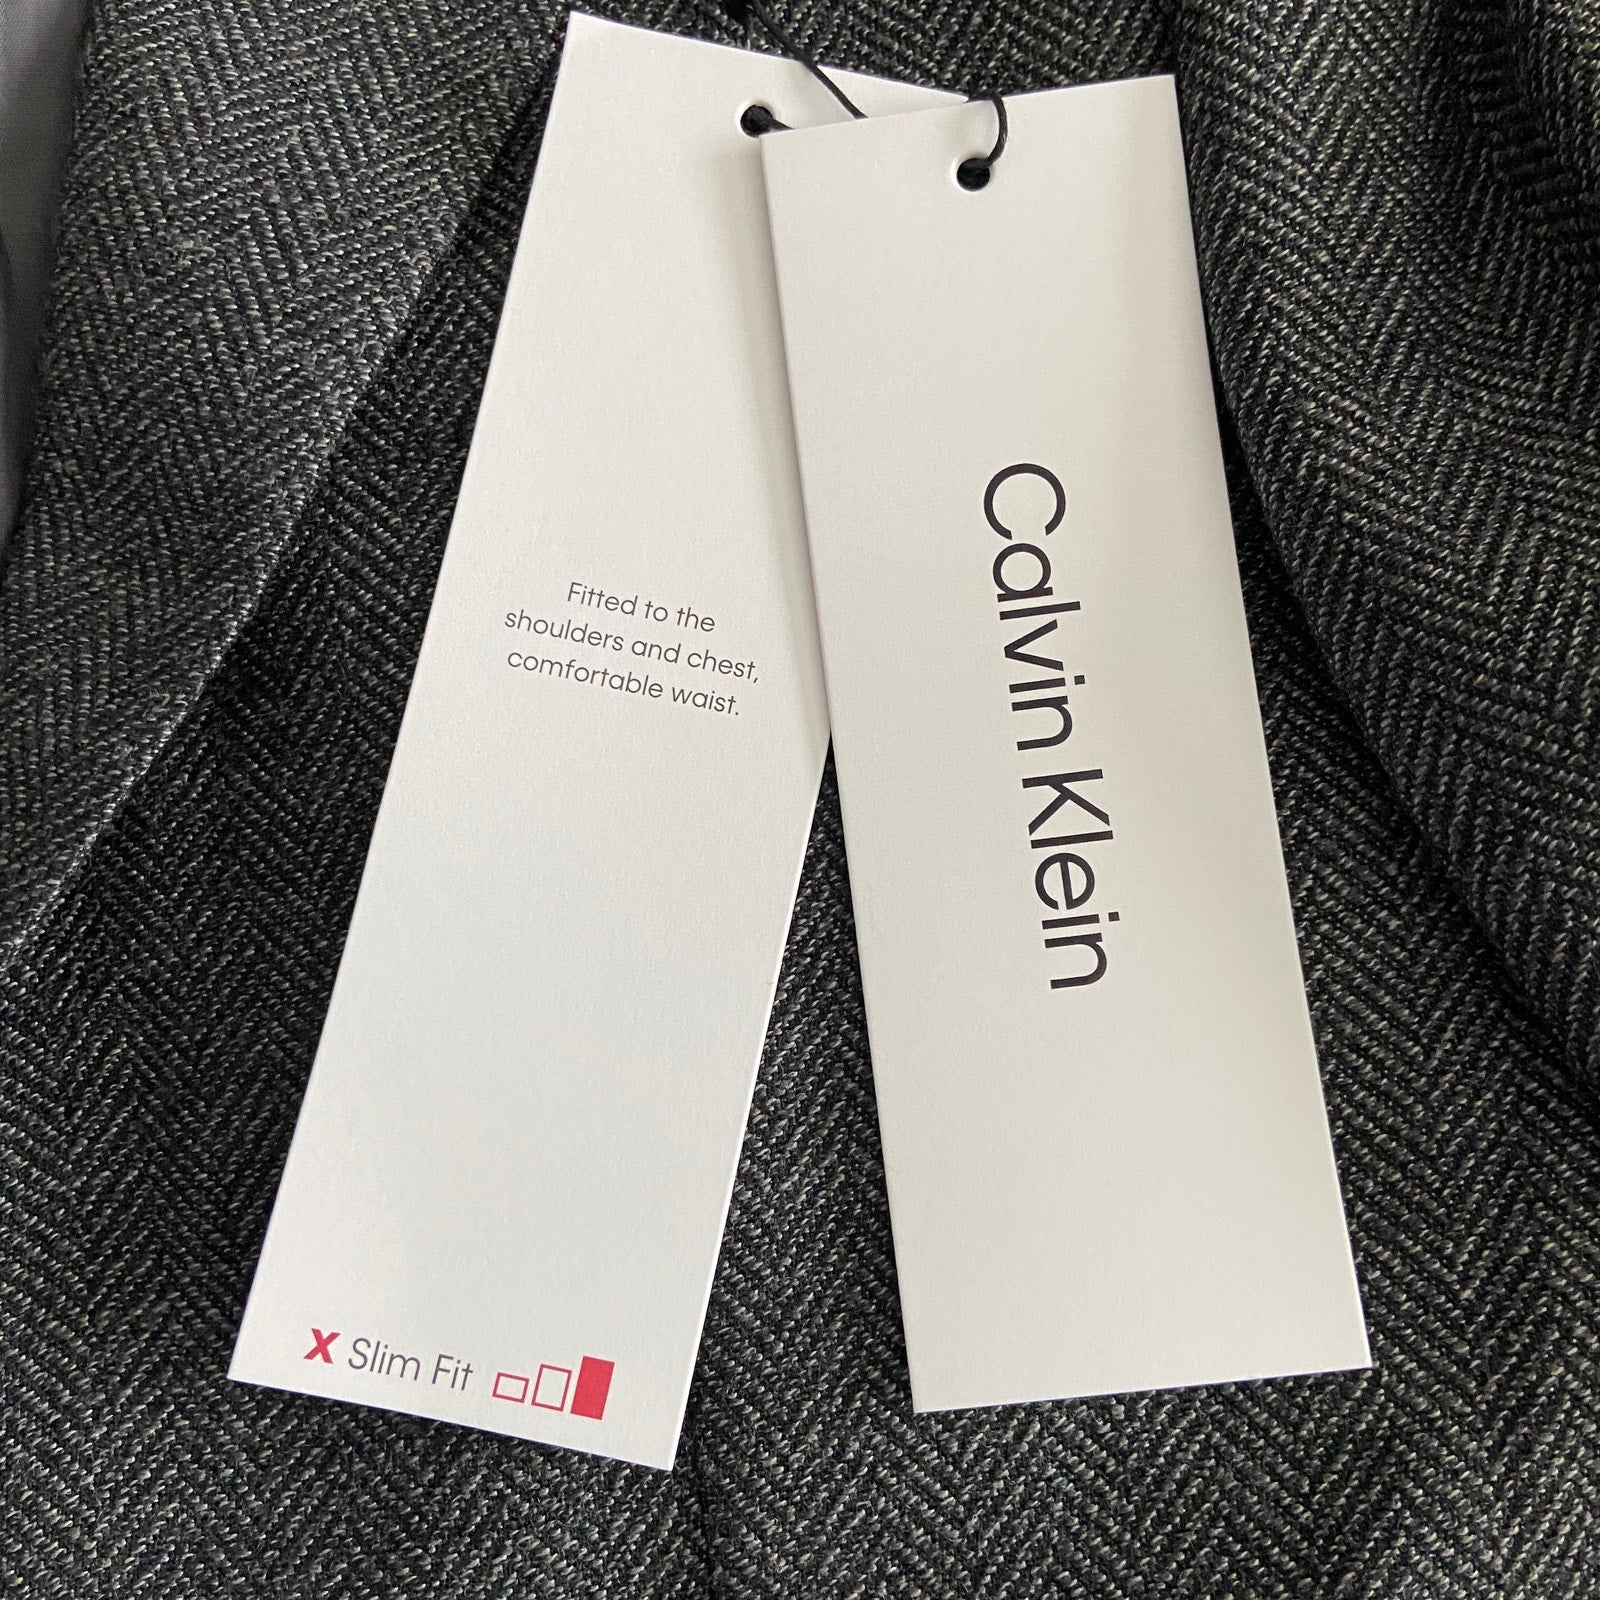 Fitted to the
shoulders and chest,
comfortable waist.
X Slim Fit
Calvin Klein